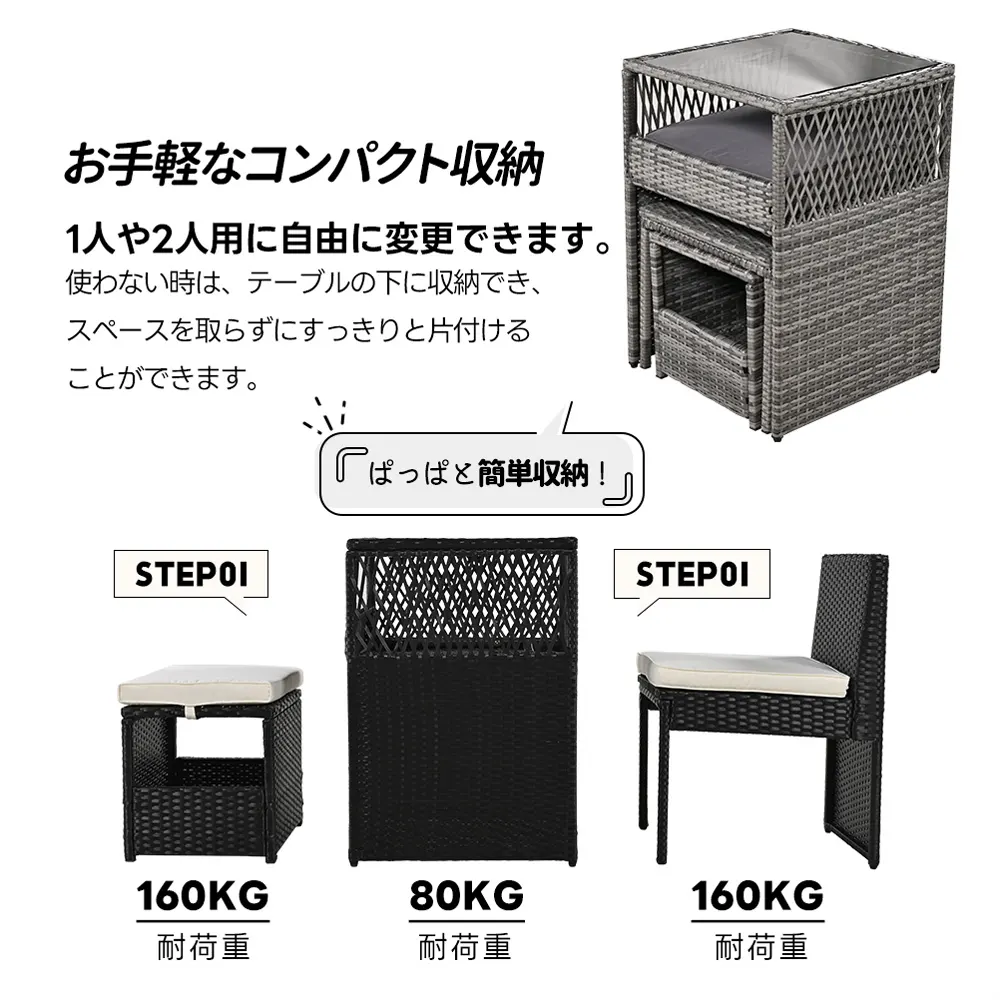 お手軽なコンパクト収納
1人や2人用に自由に変更できます。
使わない時は、テーブルの下に収納でき、
スペースを取らずにすっきりと片付ける
ことができます。
ぱっぱと簡単収納！
STEP01
STEP01
160KG
耐荷重
80KG
耐荷重
160KG
耐荷重